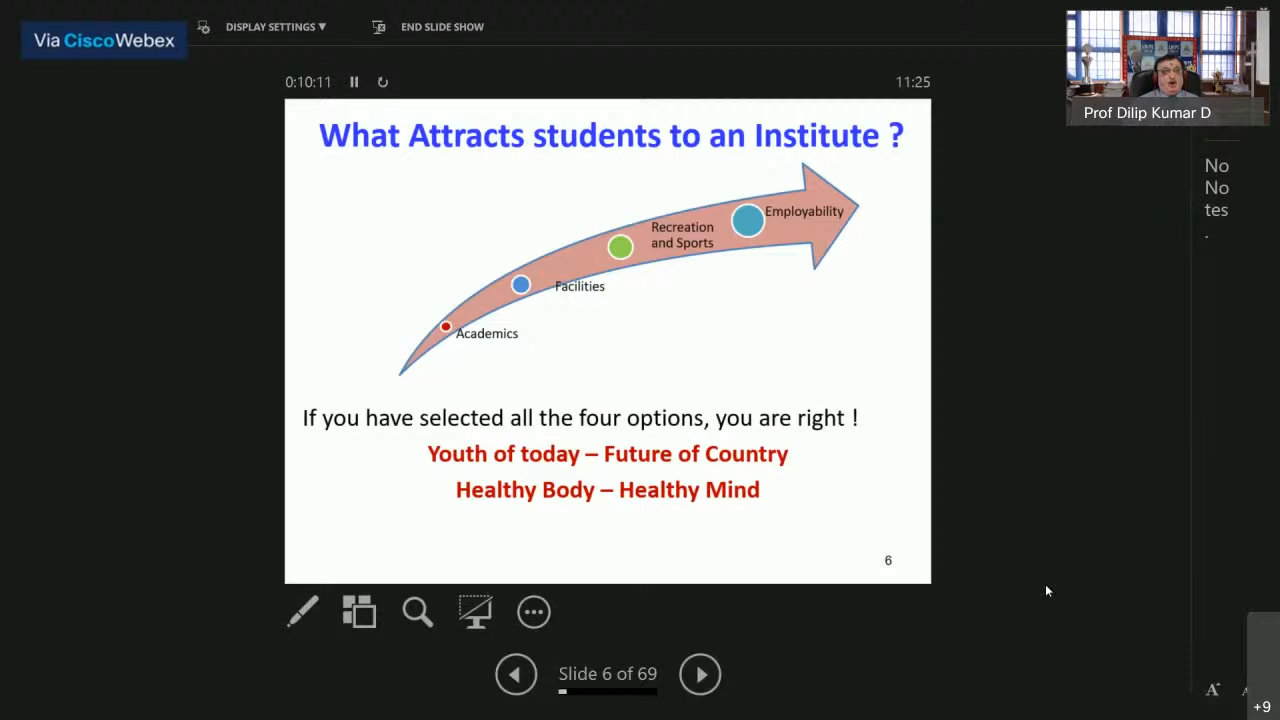 Via CiscoWebex
DISPLAY SETTINGS ▼
END SLIDE SHOW
Prof Dilip Kumar D
0:10:11
11:25
What Attracts students to an Institute ?
Employability
Recreation
and Sports
Facilities
Academics
If you have selected all the four options, you are right !
Youth of today – Future of Country
Healthy Body – Healthy Mind
6
No
No
tes
.
Slide 6 of 69
A
+9